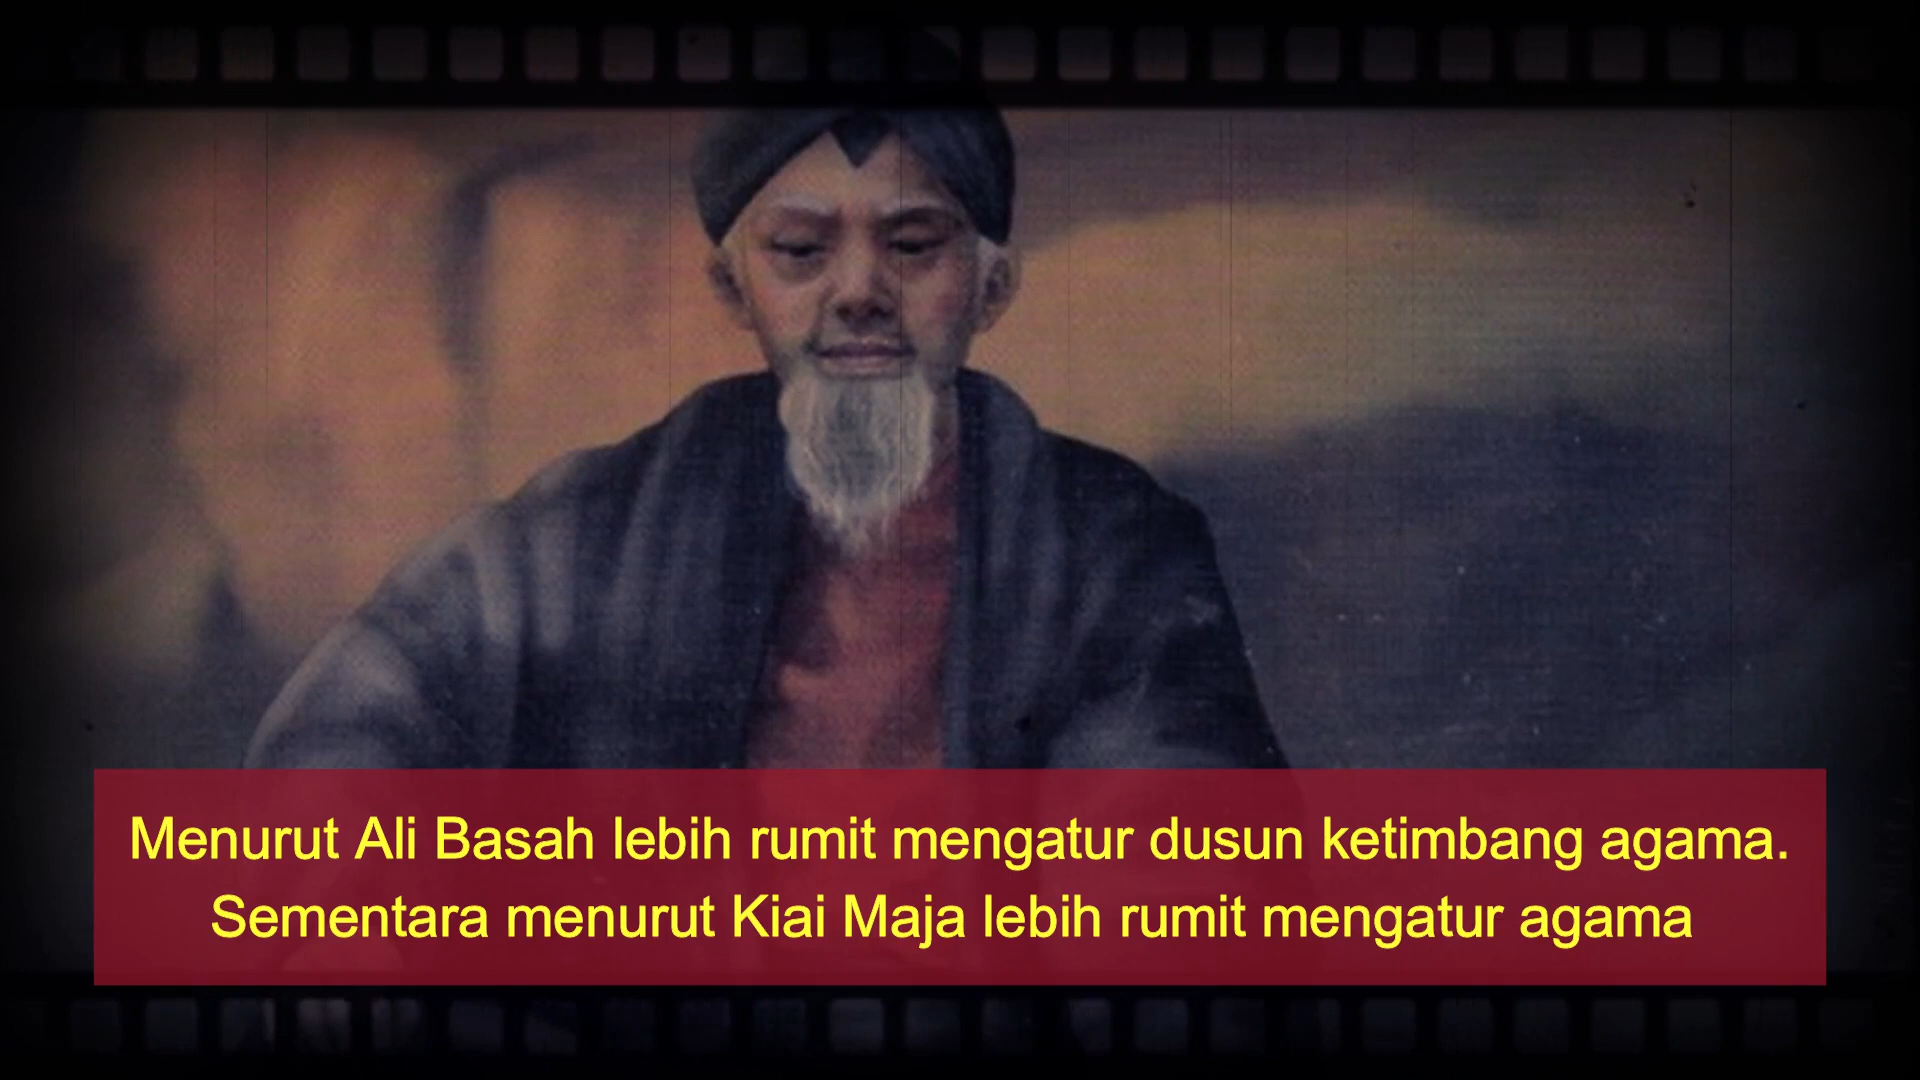 Menurut Ali Basah lebih rumit mengatur dusun ketimbang agama.
Sementara menurut Kiai Maja lebih rumit mengatur agama